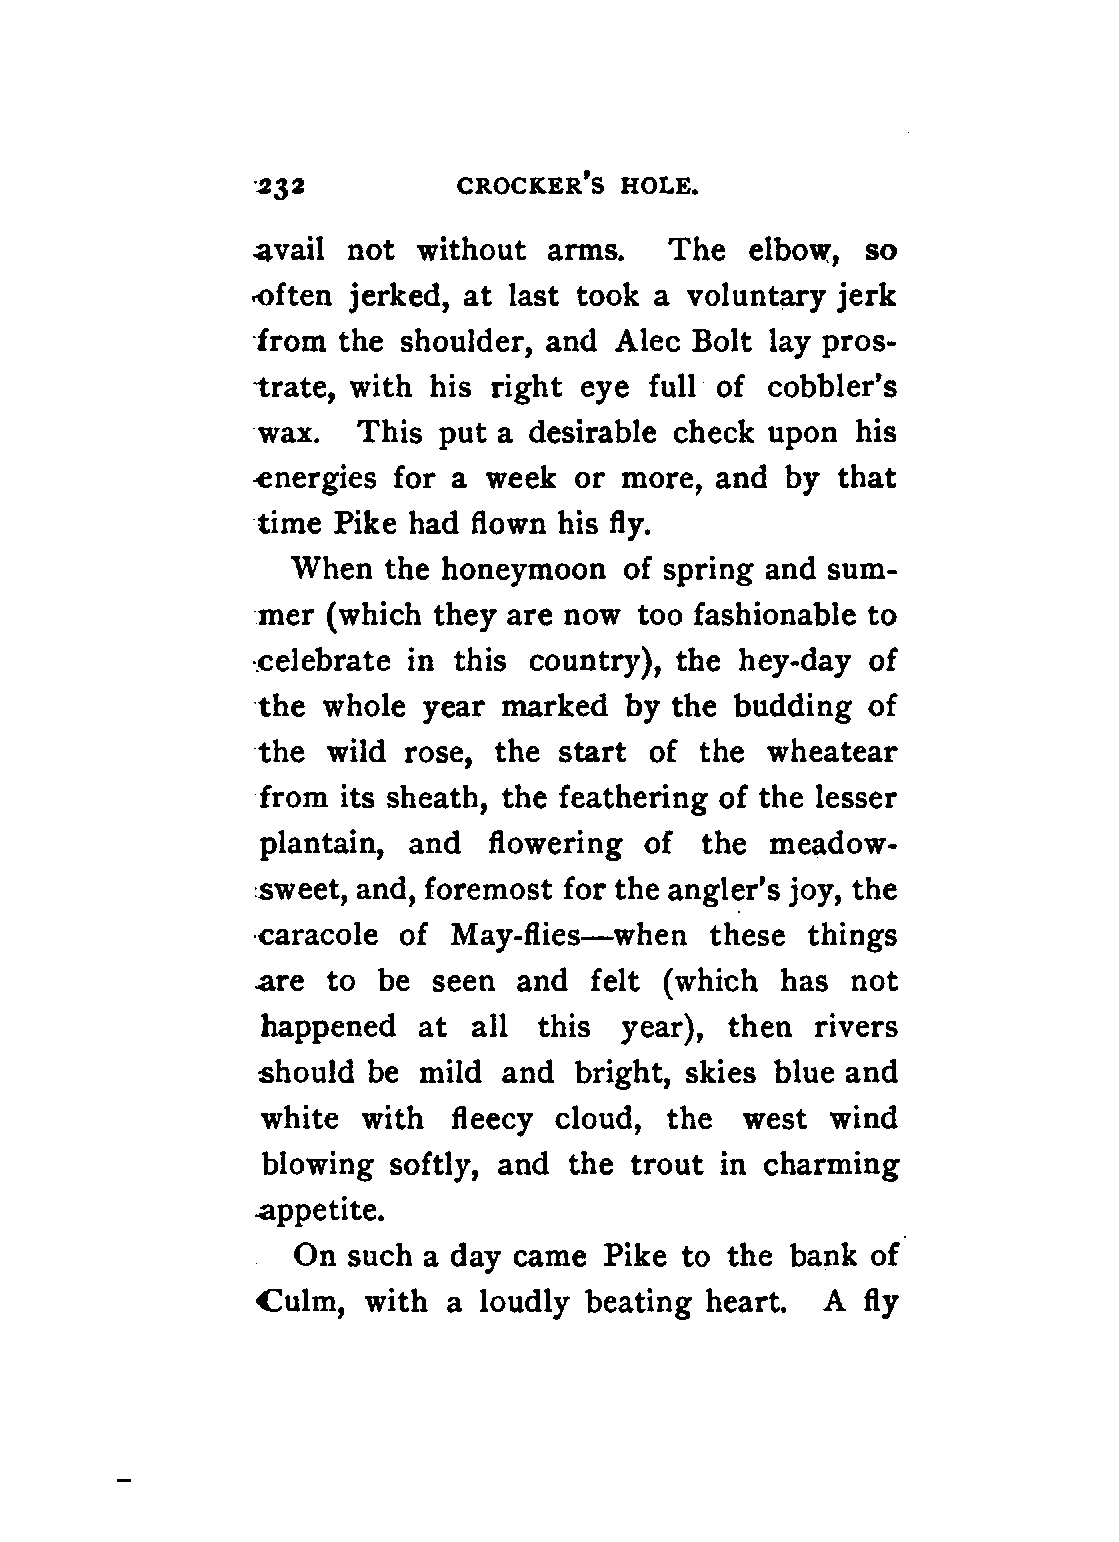 232 CROCKER'S HOLE.
avail not without arms. The elbow, so
often jerked, at last took a voluntary jerk
from the shoulder, and Alec Bolt lay pros-
trate, with his right eye full of cobbler's
wax. This put a desirable check upon his
energies for a week or more, and by that
time Pike had flown his fly.
When the honeymoon of spring and sum-
mer (which they are now too fashionable to
celebrate in this country), the hey-day of
the whole year marked by the budding of
the wild rose, the start of the wheatear
from its sheath, the feathering of the lesser
plantain, and flowering of the meadow-
sweet, and, foremost for the angler's joy, the
caracole of May-flies—when these things
are to be seen and felt (which has not
happened at all this year), then rivers
should be mild and bright, skies blue and
white with fleecy cloud, the west wind
blowing softly, and the trout in charming
appetite.
On such a day came Pike to the bank of
Culm, with a loudly beating heart. A fly